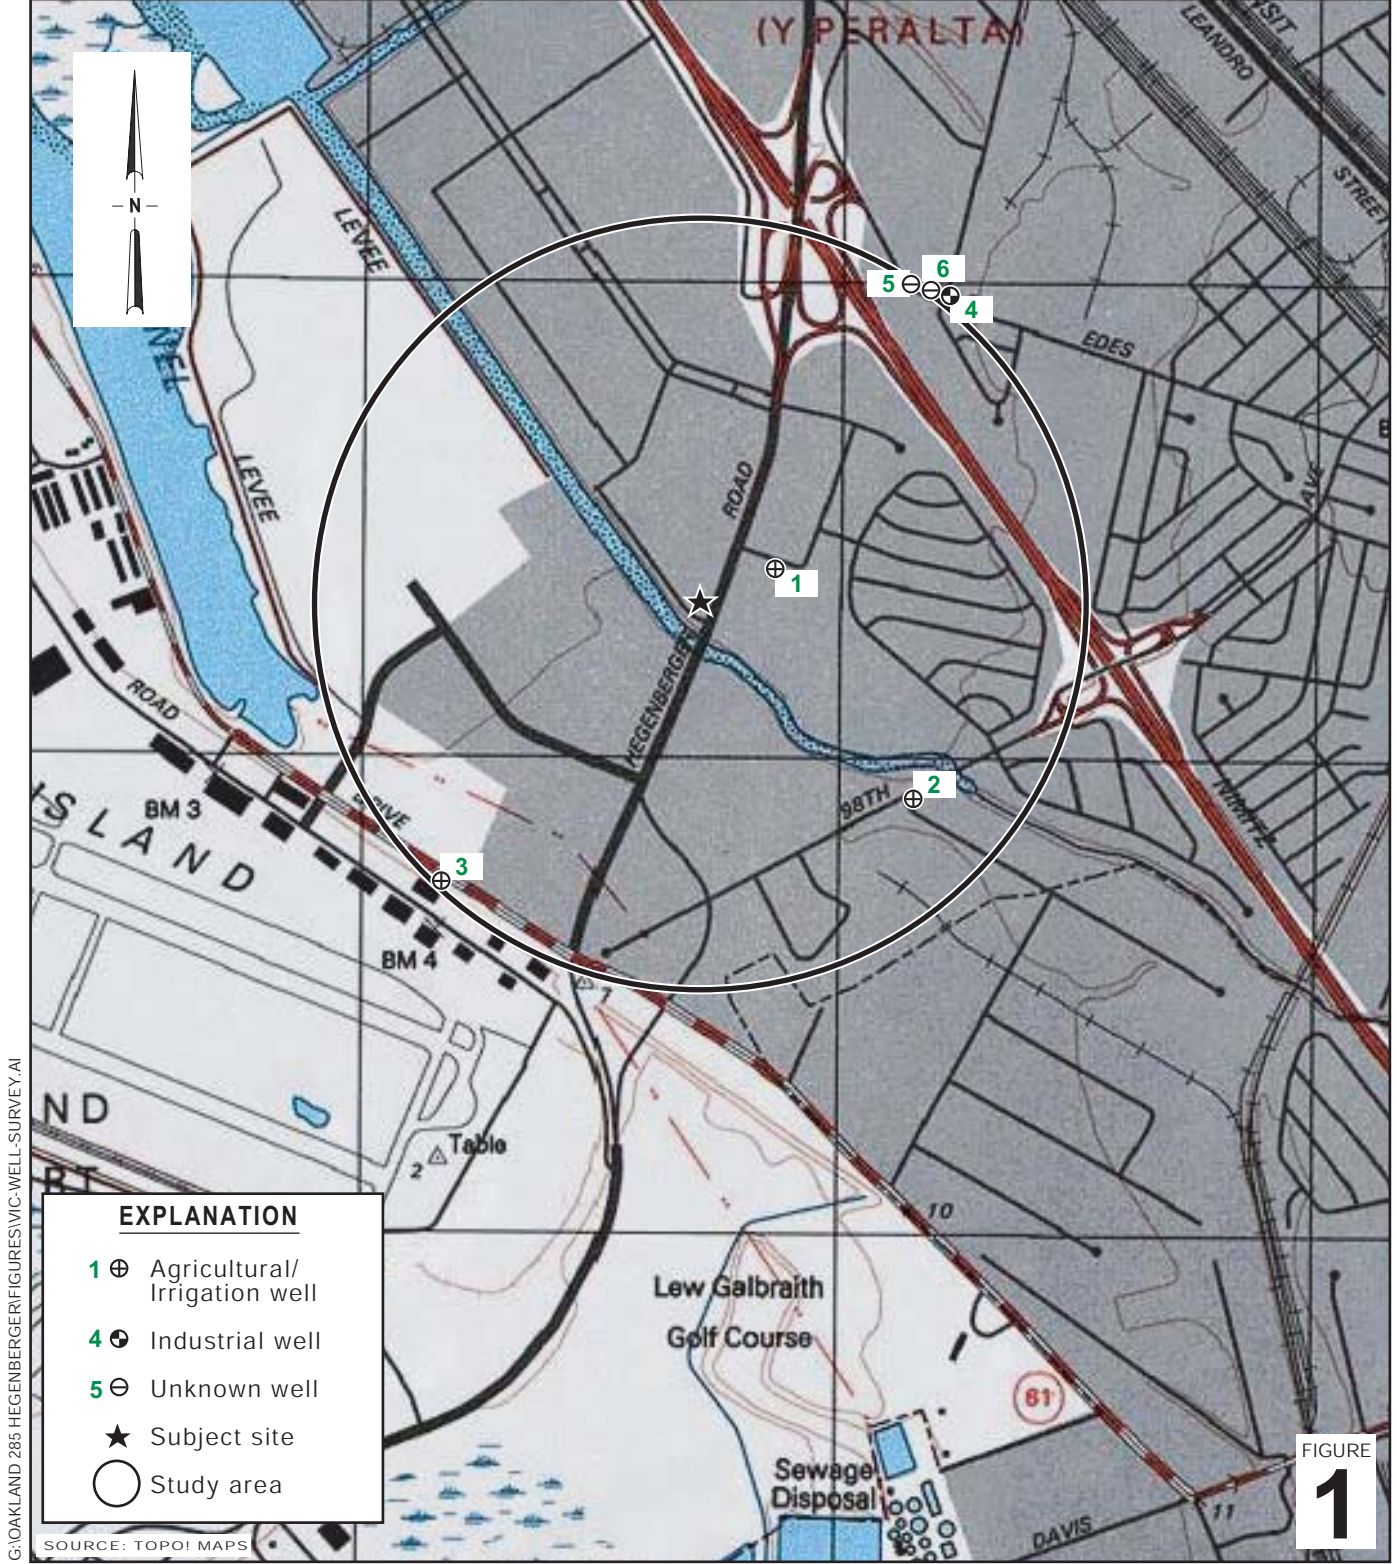 (Y PERALTA)
LEANDRO
STREET
N
LEVEE
LEVEE
5
6
4
EDES
AVE
ROAD
1
HEGENBERGER
ROAD
2
98TH
NIMITZ
BM 3
ISLAND
3
BM 4
7
ND
Table
2
10
Lew Galbraith
Golf Course
61
Sewage
Disposal
DAVIS
11
EXPLANATION
1 Agricultural/
Irrigation well
4 Industrial well
5 Unknown well
Subject site
Study area
SOURCE: TOPO! MAPS
FIGURE
1
G:\OAKLAND 285 HEGENBERGER\FIGURES\VIC-WELL-SURVEY.AI